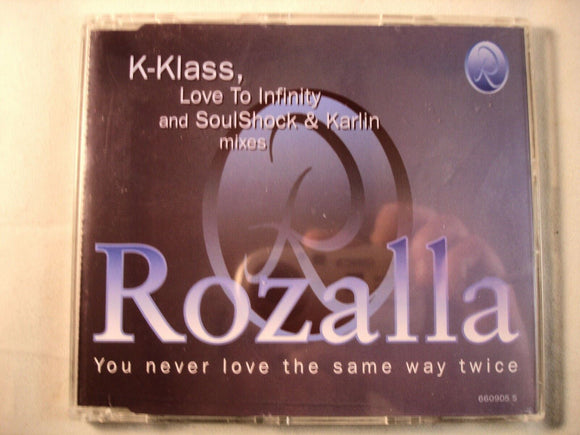 K-Klass,
Love To Infinity
and SoulShock & Karlin
mixes
R
R
Rozalla
You never love the same way twice
660905 5